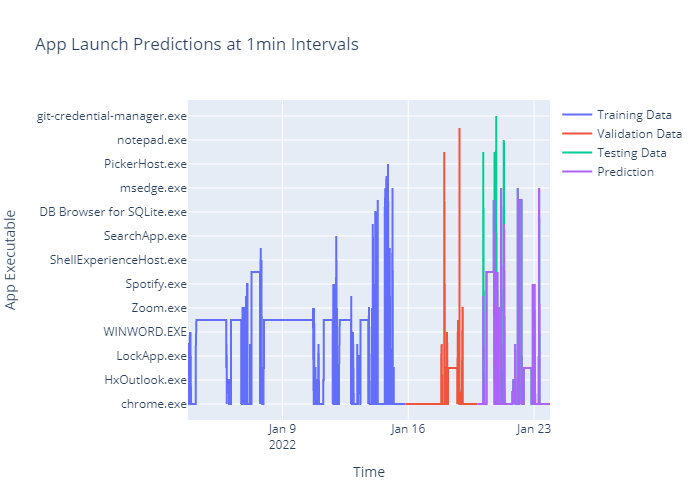 App Launch Predictions at 1min Intervals
git-credential-manager.exe
notepad.exe
PickerHost.exe
msedge.exe
DB Browser for SQLite.exe
SearchApp.exe
ShellExperienceHost.exe
Spotify.exe
Zoom.exe
WINWORD.EXE
LockApp.exe
HxOutlook.exe
chrome.exe
App Executable
Jan 9
2022
Jan 16
Jan 23
Time
Training Data
Validation Data
Testing Data
Prediction